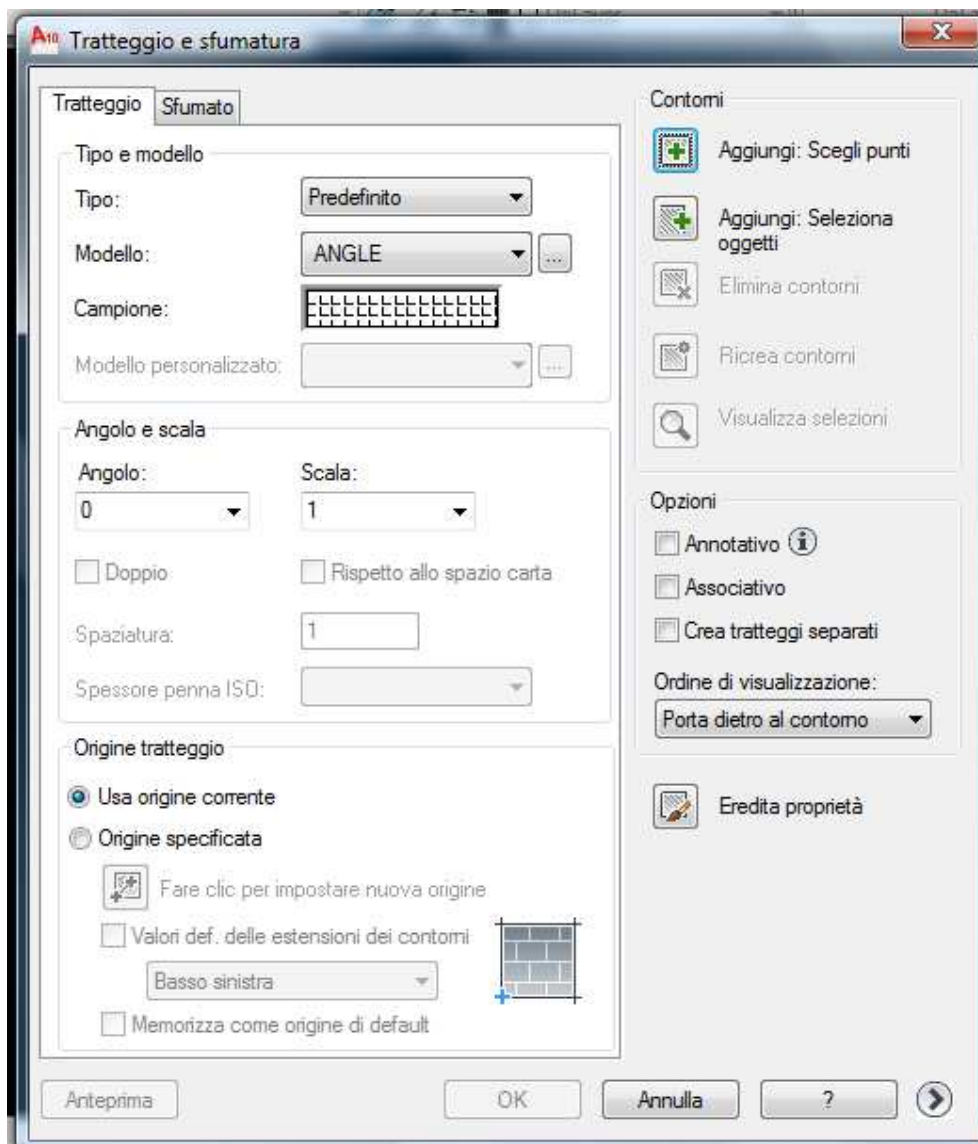 A10 Tratteggio e sfumatura
Tratteggio
Sfumato
Tipo e modello
Tipo:
Predefinito
Modello:
ANGLE
...
Campione:
Modello personalizzato:
...
Angolo e scala
Angolo:
Scala:
0
1
Doppio
Rispetto allo spazio carta
Spaziatura:
1
Spessore penna ISO:
Origine tratteggio
Usa origine corrente
Origine specificata
Fare clic per impostare nuova origine
Valori def. delle estensioni dei contorni
Basso sinistra
Memorizza come origine di default
Contorni
Aggiungi: Scegli punti
Aggiungi: Seleziona
oggetti
Elimina contorni
Ricrea contorni
Visualizza selezioni
Opzioni
Annotativo
Associativo
Crea tratteggi separati
Ordine di visualizzazione:
Porta dietro al contorno
Eredita proprietà
Anteprima
OK
Annulla
?